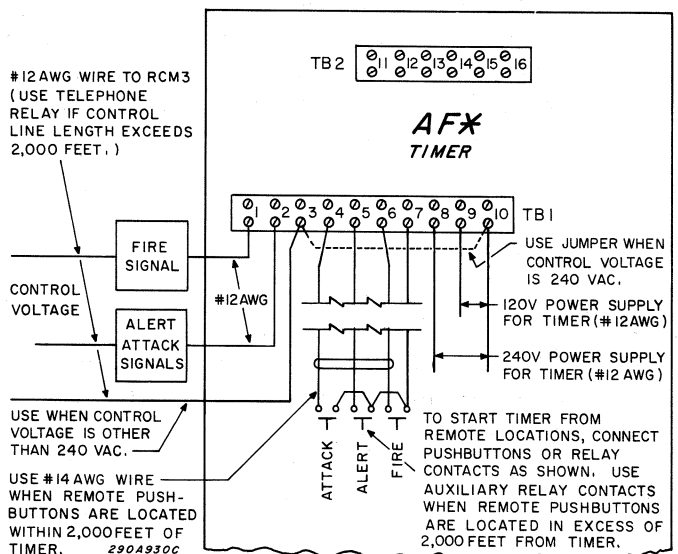 TB2 11 12 13 14 15 16
#12AWG WIRE TO RCM3
(USE TELEPHONE
RELAY IF CONTROL
LINE LENGTH EXCEEDS
2,000 FEET.)
AFX
TIMER
1 2 3 4 5 6 7 8 9 10 TB1
FIRE
SIGNAL
USE JUMPER WHEN
CONTROL VOLTAGE
IS 240 VAC.
CONTROL
VOLTAGE
#12AWG
120V POWER SUPPLY
FOR TIMER (#12AWG)
ALERT
ATTACK
SIGNALS
240V POWER SUPPLY
FOR TIMER (#12 AWG)
USE WHEN CONTROL
VOLTAGE IS OTHER
THAN 240 VAC.
ATTACK
ALERT
FIRE
TO START TIMER FROM
REMOTE LOCATIONS, CONNECT
PUSHBUTTONS OR RELAY
CONTACTS AS SHOWN. USE
AUXILIARY RELAY CONTACTS
WHEN REMOTE PUSHBUTTONS
ARE LOCATED IN EXCESS OF
2,000 FEET FROM TIMER.
USE #14 AWG WIRE
WHEN REMOTE PUSH-
BUTTONS ARE LOCATED
WITHIN 2,000 FEET OF
TIMER. 290A930C